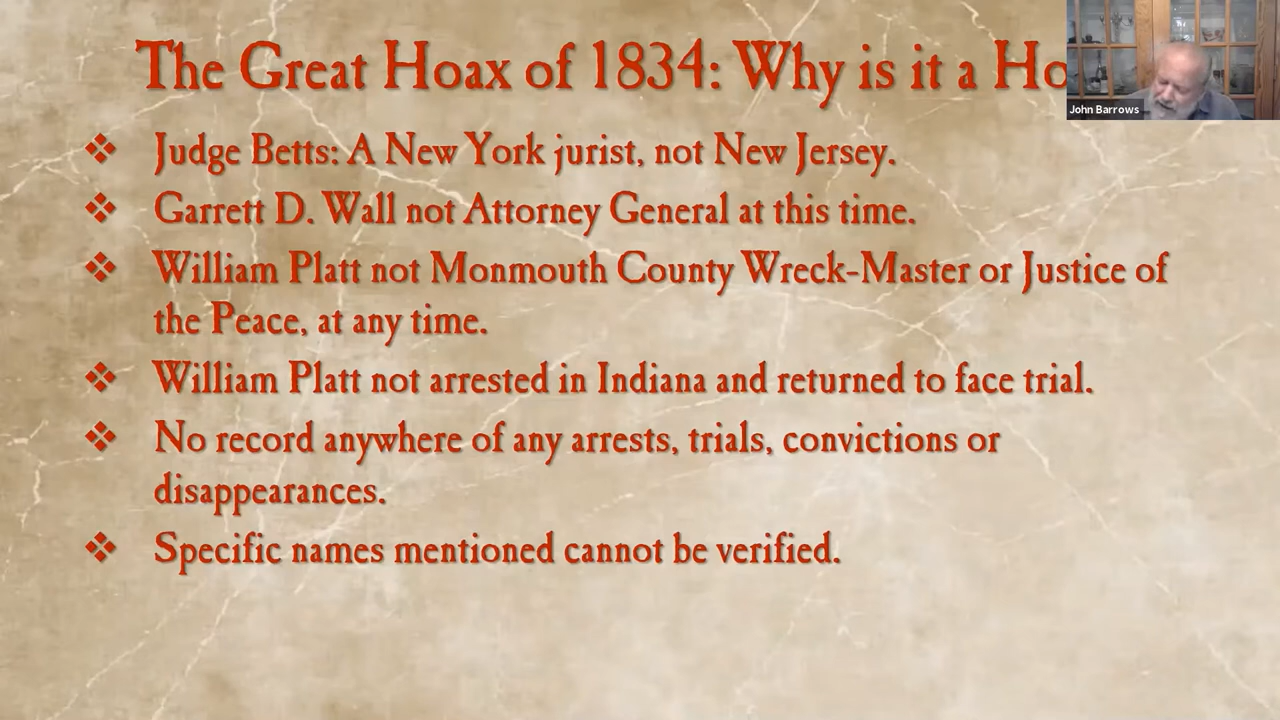 The Great Hoax of 1834: Why is it a Ho
John Barrows
❖ Judge Betts: A New York jurist, not New Jersey.
❖ Garrett D. Wall not Attorney General at this time.
❖ William Platt not Monmouth County Wreck-Master or Justice of
the Peace, at any time.
❖ William Platt not arrested in Indiana and returned to face trial.
❖ No record anywhere of any arrests, trials, convictions or
disappearances.
❖ Specific names mentioned cannot be verified.